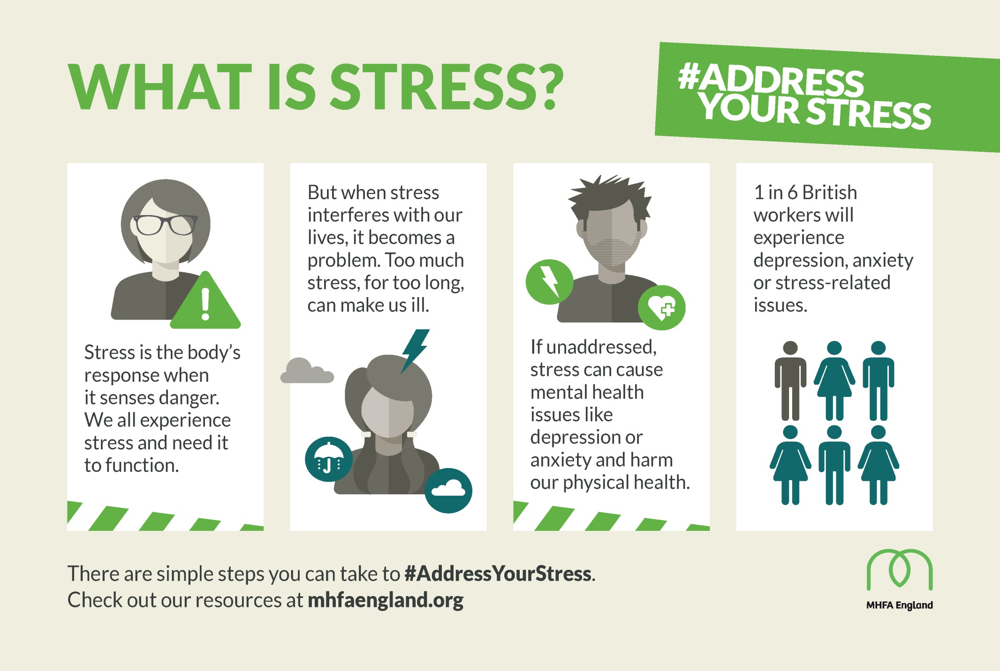 WHAT IS STRESS?
#ADDRESS
YOUR STRESS
Stress is the body’s
response when
it senses danger.
We all experience
stress and need it
to function.
But when stress
interferes with our
lives, it becomes a
problem. Too much
stress, for too long,
can make us ill.
If unaddressed,
stress can cause
mental health
issues like
depression or
anxiety and harm
our physical health.
1 in 6 British
workers will
experience
depression, anxiety
or stress-related
issues.
There are simple steps you can take to #AddressYourStress.
Check out our resources at mhfaengland.org
MHFA England